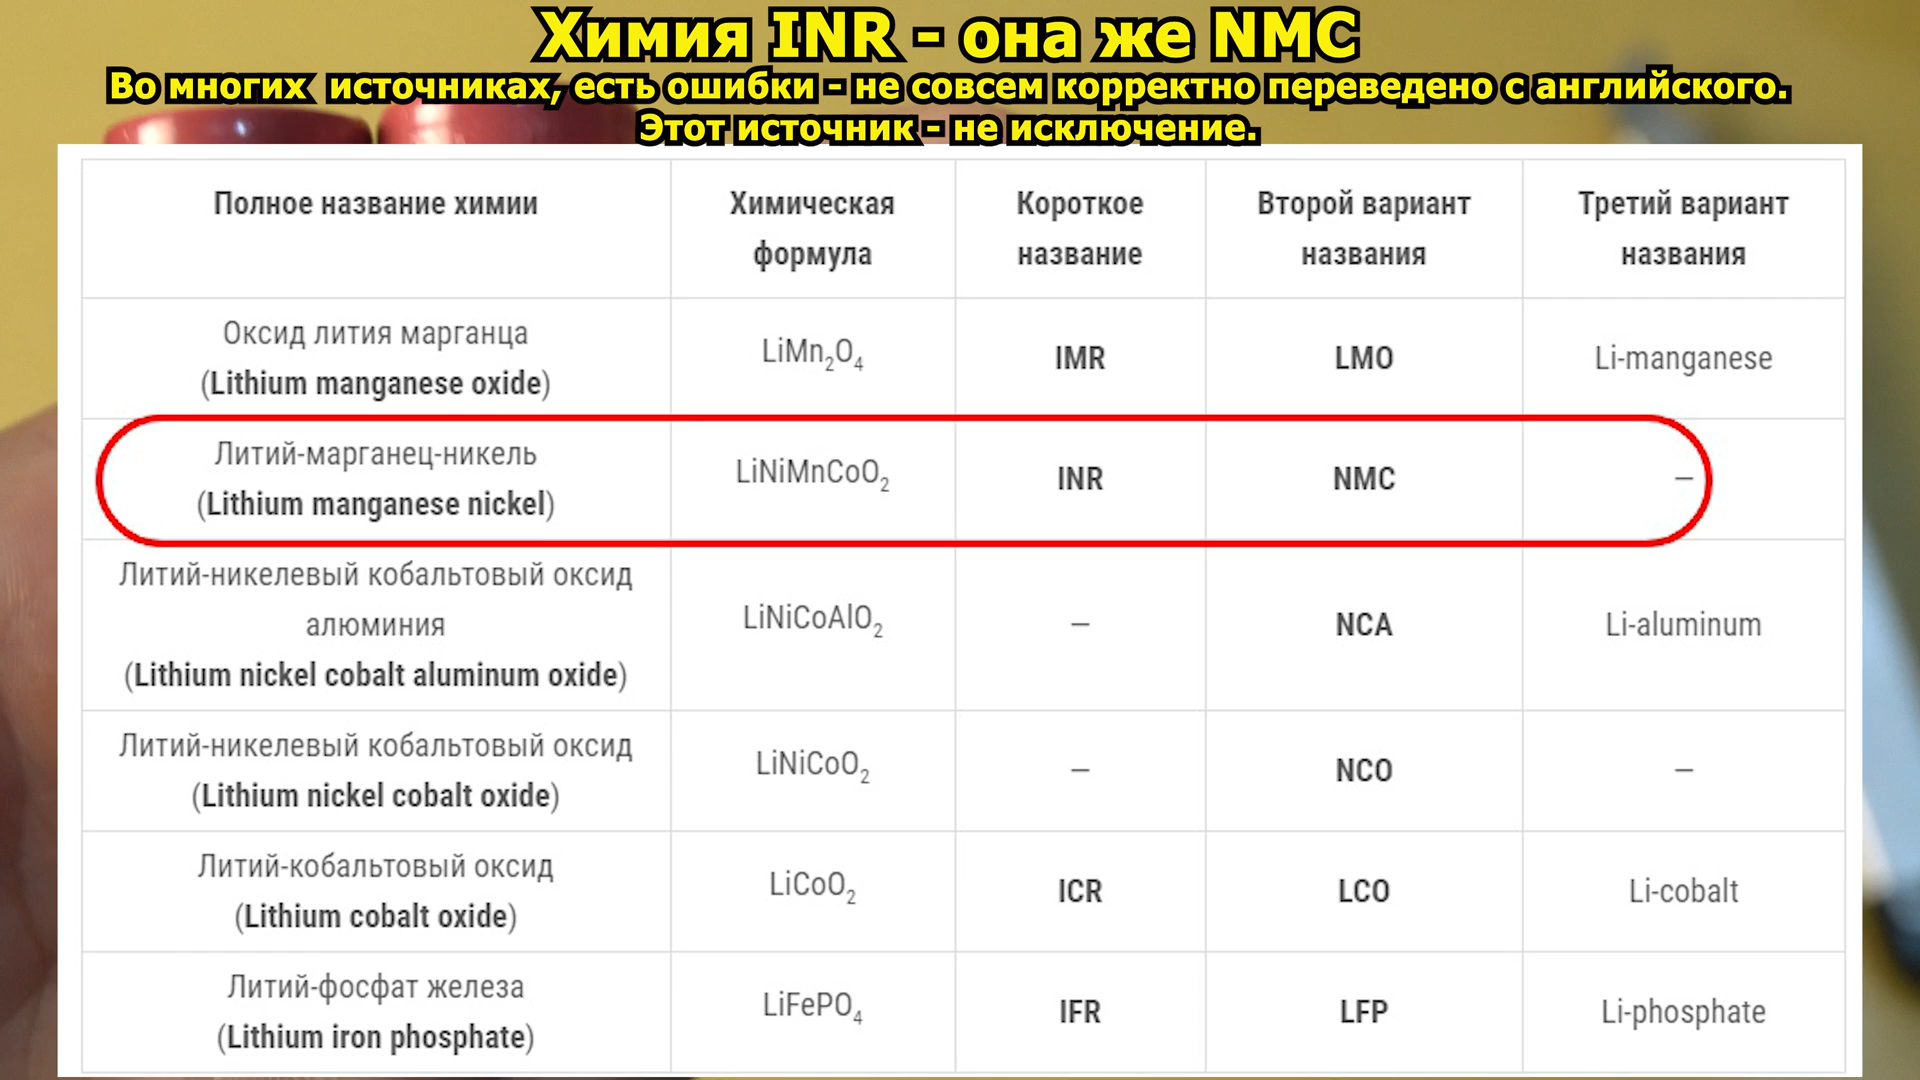 Химия INR - она же NMC
Во многих источниках, есть ошибки - не совсем корректно переведено с английского.
Этот источник - не исключение.
Полное название химии
Химическая
формула
Короткое
название
Второй вариант
названия
Третий вариант
названия
Оксид лития марганца
(Lithium manganese oxide)
LiMn₂O₄
IMR
LMO
Li-manganese
Литий-марганец-никель
(Lithium manganese nickel)
LiNiMnCoO₂
INR
NMC
–
Литий-никелевый кобальтовый оксид
алюминия
(Lithium nickel cobalt aluminum oxide)
LiNiCoAlO₂
–
NCA
Li-aluminum
Литий-никелевый кобальтовый оксид
(Lithium nickel cobalt oxide)
LiNiCoO₂
–
NCO
–
Литий-кобальтовый оксид
(Lithium cobalt oxide)
LiCoO₂
ICR
LCO
Li-cobalt
Литий-фосфат железа
(Lithium iron phosphate)
LiFePO₄
IFR
LFP
Li-phosphate